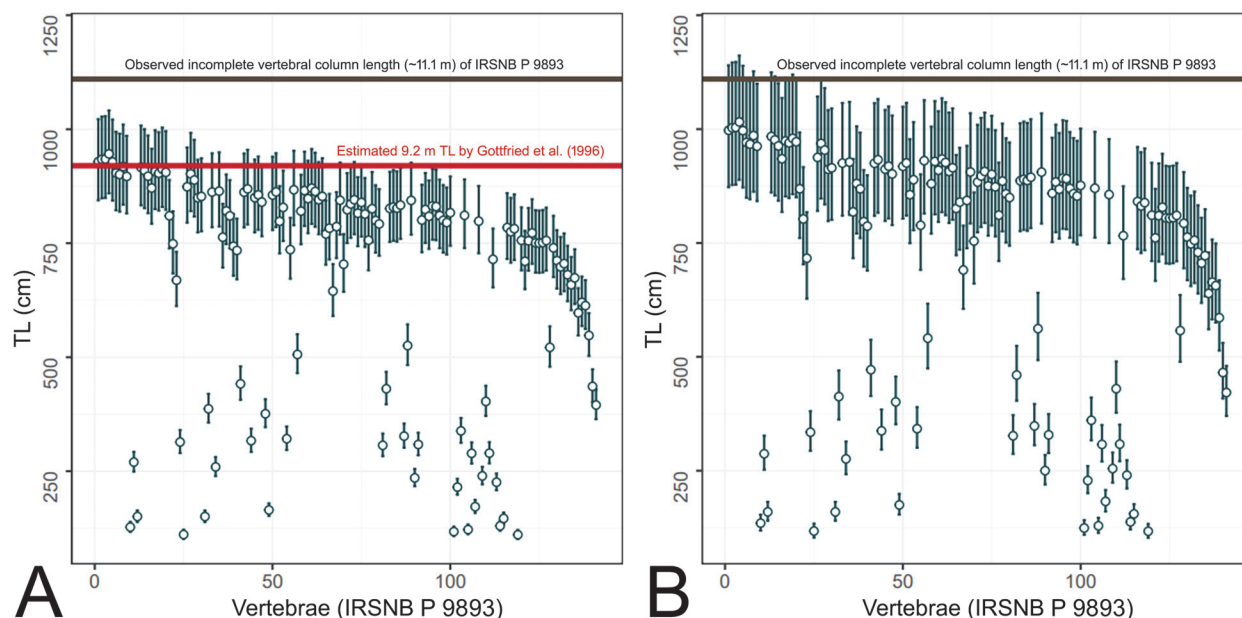 1250
Observed incomplete vertebral column length (~11.1 m) of IRSNB P 9893
1000
Estimated 9.2 m TL by Gottfried et al. (1996)
750
TL (cm)
500
250
0
50
100
Vertebrae (IRSNB P 9893)
A
1250
Observed incomplete vertebral column length (~11.1 m) of IRSNB P 9893
1000
750
TL (cm)
500
250
0
50
100
Vertebrae (IRSNB P 9893)
B